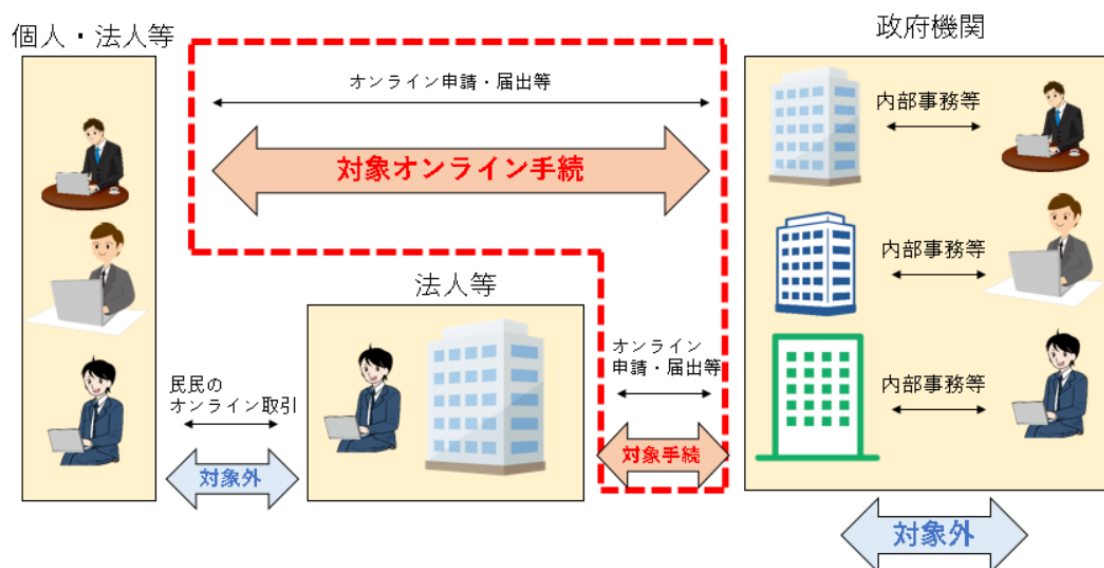 個人・法人等
政府機関
オンライン申請・届出等
対象オンライン手続
内部事務等
内部事務等
内部事務等
法人等
オンライン
申請・届出等
対象手続
民民の
オンライン取引
対象外
対象外